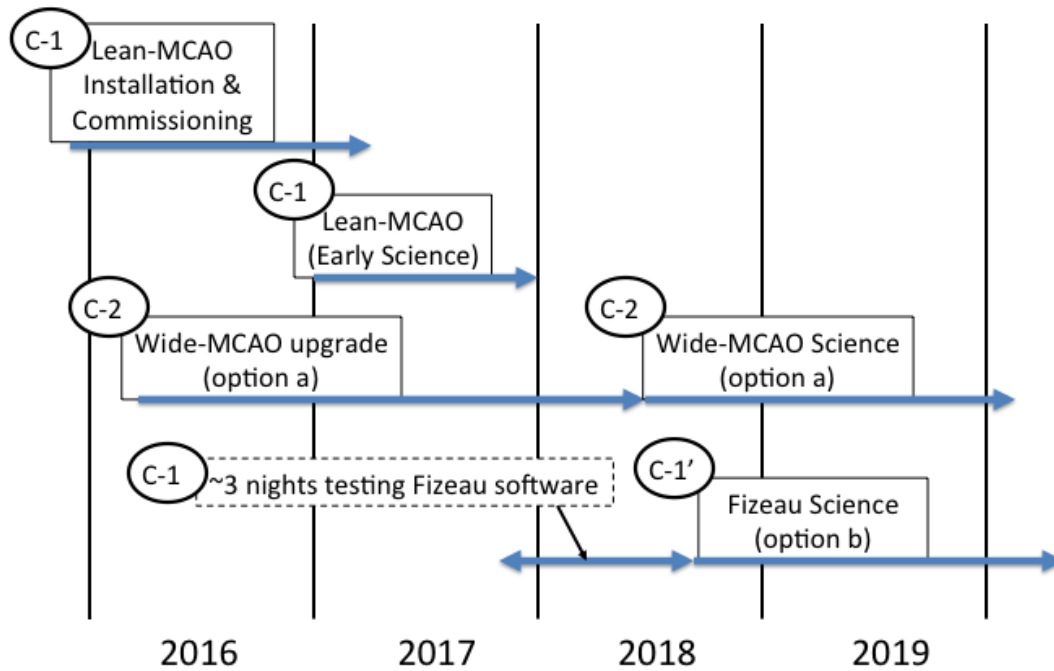 C-1
Lean-MCAO
Installation &
Commissioning
C-1
Lean-MCAO
(Early Science)
C-2
Wide-MCAO upgrade
(option a)
C-2
Wide-MCAO Science
(option a)
C-1
~3 nights testing Fizeau software
C-1’
Fizeau Science
(option b)
2016 2017 2018 2019